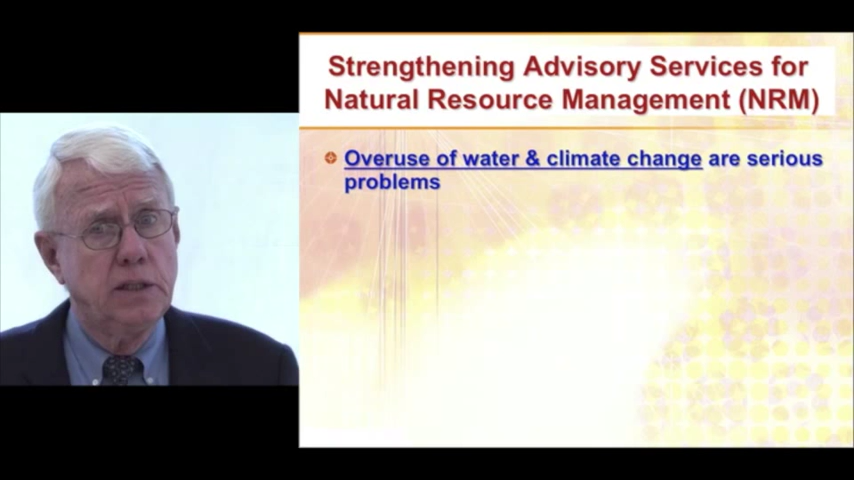 Strengthening Advisory Services for
Natural Resource Management (NRM)
Overuse of water & climate change are serious
problems